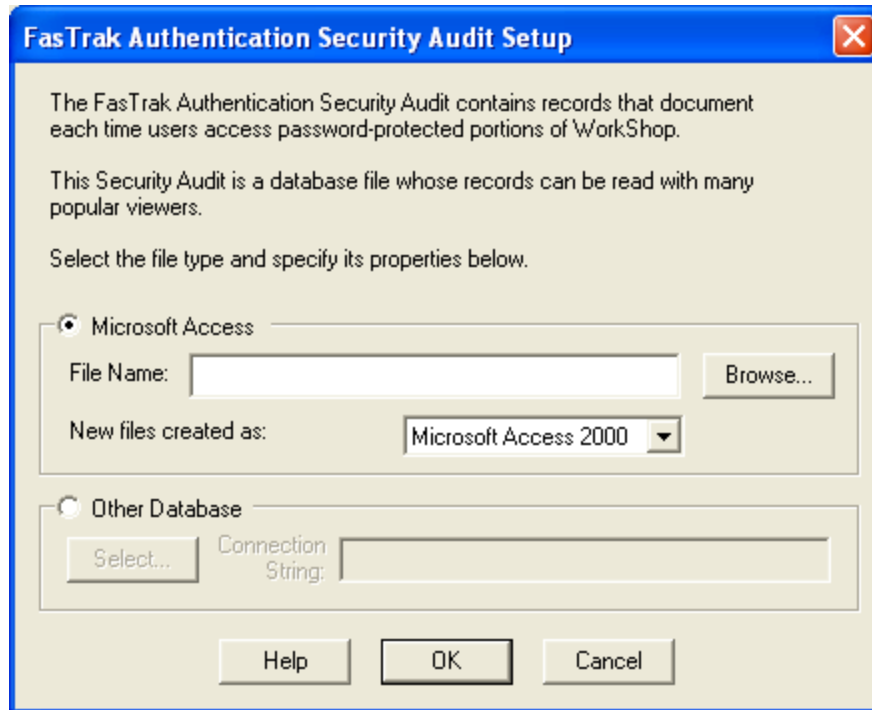 FasTrak Authentication Security Audit Setup
The FasTrak Authentication Security Audit contains records that document
each time users access password-protected portions of WorkShop.
This Security Audit is a database file whose records can be read with many
popular viewers.
Select the file type and specify its properties below.
Microsoft Access
File Name:
Browse...
New files created as:
Microsoft Access 2000
Other Database
Select...
Connection
String:
Help
OK
Cancel